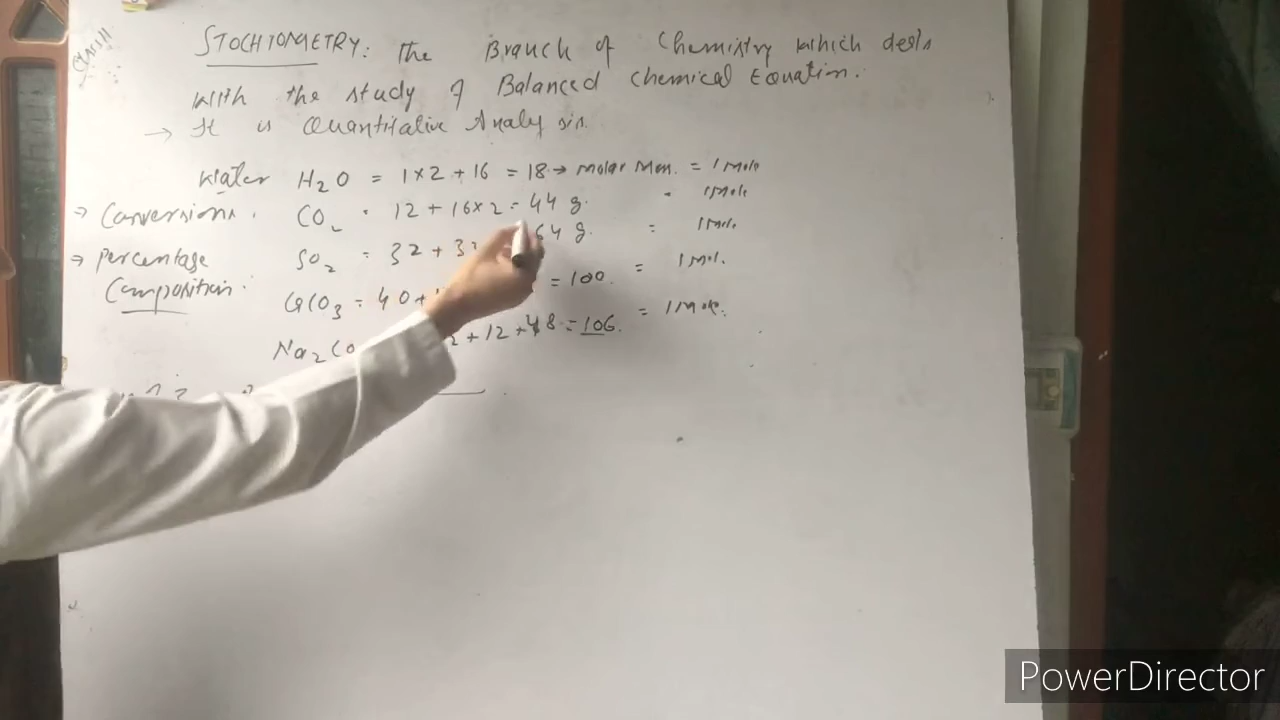 STOCHIOMETRY: The Branch of Chemistry which deals
with the study of Balanced chemical Equation.
→ It is Quantitative Analysis.
Water H2O = 1×2+16 = 18 → molar Mass. = 1 Mole
→ Conversions. CO2 = 12 + 16×2 = 44 g. = 1 Mole
→ Percentage Composition. SO2 = 32 + 3 64 g. = 1 Mole
CaCO3 = 40+ = 100. = 1 Mol.
Na2CO 2 + 12 + 48 = 106. = 1 Mole.
PowerDirector